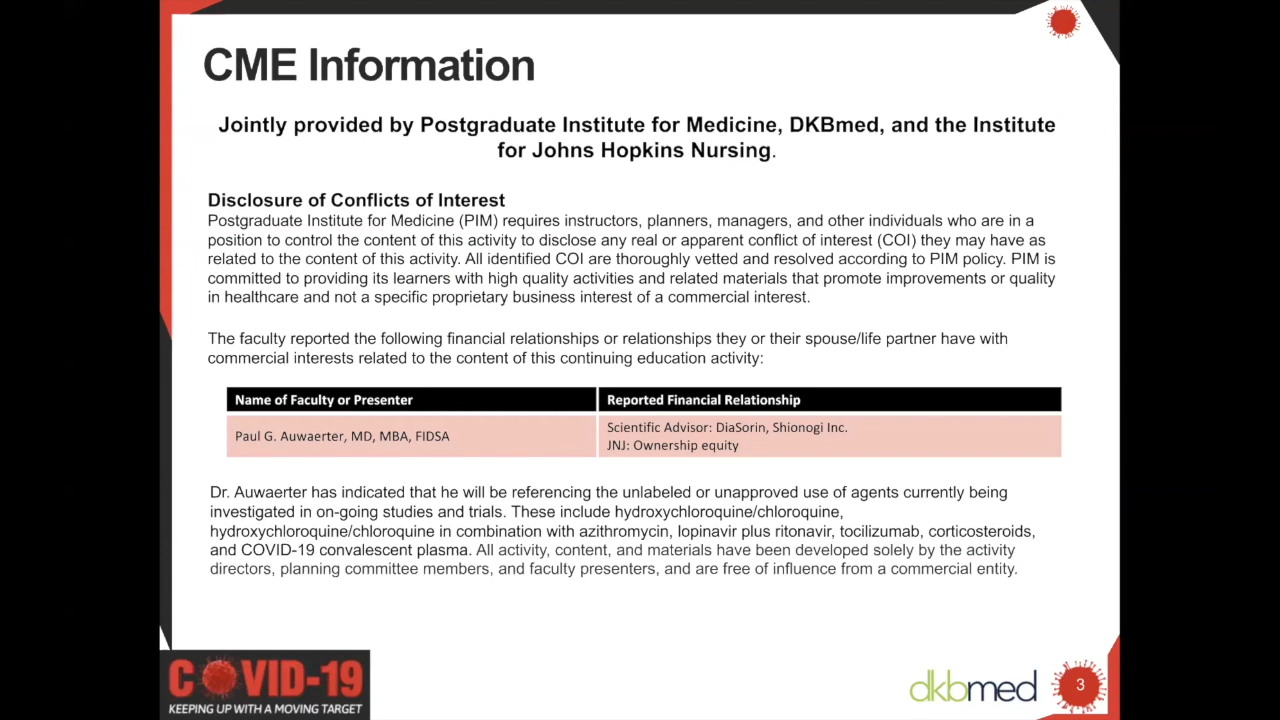 CME Information
Jointly provided by Postgraduate Institute for Medicine, DKBmed, and the Institute
for Johns Hopkins Nursing.
Disclosure of Conflicts of Interest
Postgraduate Institute for Medicine (PIM) requires instructors, planners, managers, and other individuals who are in a
position to control the content of this activity to disclose any real or apparent conflict of interest (COI) they may have as
related to the content of this activity. All identified COI are thoroughly vetted and resolved according to PIM policy. PIM is
committed to providing its learners with high quality activities and related materials that promote improvements or quality
in healthcare and not a specific proprietary business interest of a commercial interest.
The faculty reported the following financial relationships or relationships they or their spouse/life partner have with
commercial interests related to the content of this continuing education activity:
Name of Faculty or Presenter
Reported Financial Relationship
Paul G. Auwaerter, MD, MBA, FIDSA
Scientific Advisor: DiaSorin, Shionogi Inc.
JNJ: Ownership equity
Dr. Auwaerter has indicated that he will be referencing the unlabeled or unapproved use of agents currently being
investigated in on-going studies and trials. These include hydroxychloroquine/chloroquine,
hydroxychloroquine/chloroquine in combination with azithromycin, lopinavir plus ritonavir, tocilizumab, corticosteroids,
and COVID-19 convalescent plasma. All activity, content, and materials have been developed solely by the activity
directors, planning committee members, and faculty presenters, and are free of influence from a commercial entity.
COVID-19
KEEPING UP WITH A MOVING TARGET
dkbmed
3